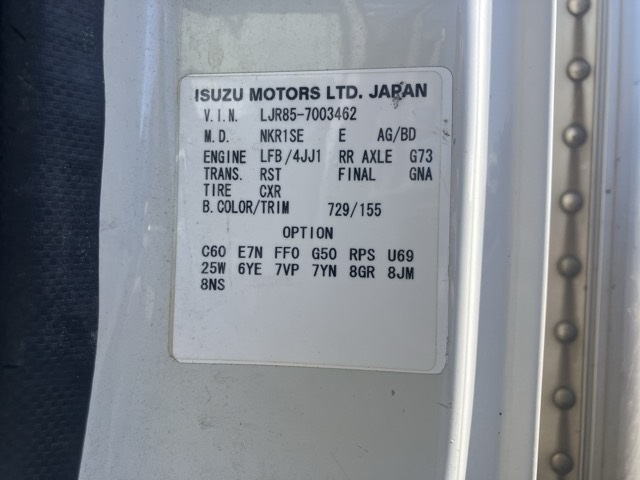 ISUZU MOTORS LTD. JAPAN
V.I.N. LJR85-7003462
M.D. NKR1SE E AG/BD
ENGINE LFB/4JJ1 RR AXLE G73
TRANS. RST FINAL GNA
TIRE CXR
B.COLOR/TRIM 729/155
OPTION
C60 E7N FF0 G50 RPS U69
25W 6YE 7VP 7YN 8GR 8JM
8NS